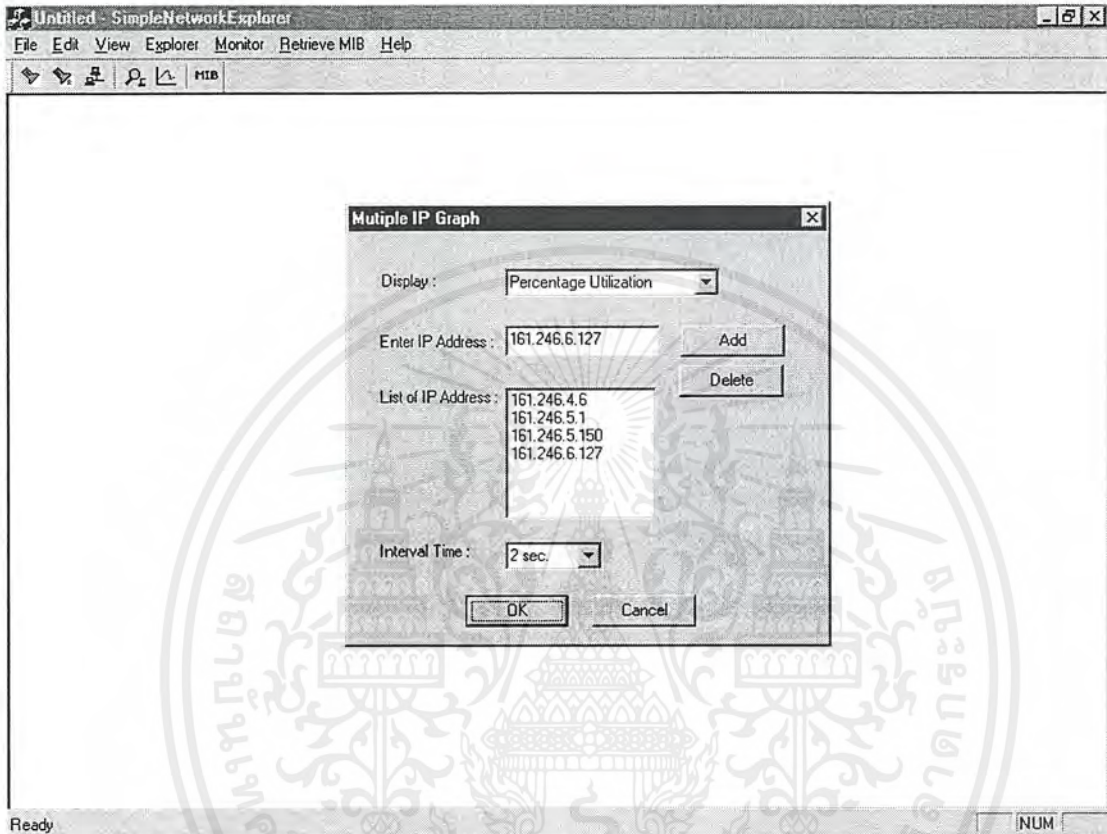 Untitled - SimpleNetworkExplorer
File Edit View Explorer Monitor Retrieve MIB Help
MIB
Mutiple IP Graph
Display : Percentage Utilization
Enter IP Address : 161.246.6.127 Add
Delete
List of IP Address : 161.246.4.6
161.246.5.1
161.246.5.150
161.246.6.127
Interval Time : 2 sec.
OK Cancel
Ready NUM